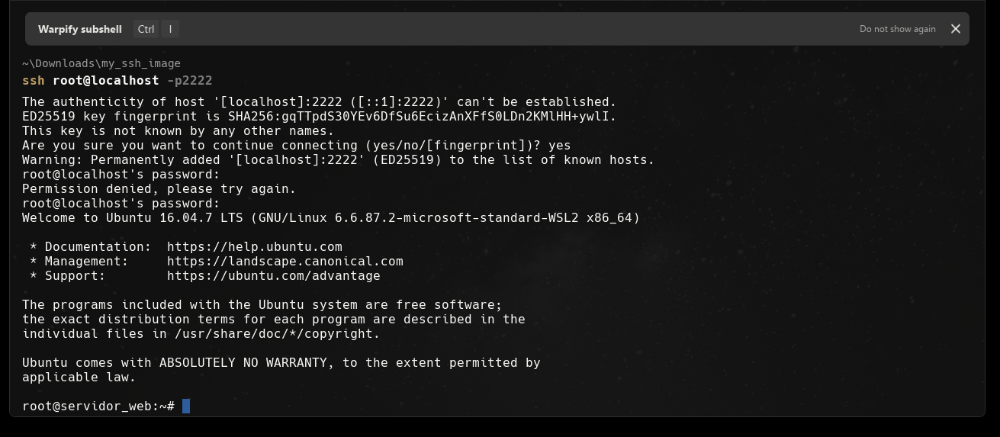 Warpify subshell Ctrl I Do not show again
~\Downloads\my_ssh_image
ssh root@localhost -p2222
The authenticity of host '[localhost]:2222 ([::1]:2222)' can't be established.
ED25519 key fingerprint is SHA256:gqTTpdS30YEv6DfSu6EcizAnXFfS0LDn2KMlHH+ywlI.
This key is not known by any other names.
Are you sure you want to continue connecting (yes/no/[fingerprint])? yes
Warning: Permanently added '[localhost]:2222' (ED25519) to the list of known hosts.
root@localhost's password:
Permission denied, please try again.
root@localhost's password:
Welcome to Ubuntu 16.04.7 LTS (GNU/Linux 6.6.87.2-microsoft-standard-WSL2 x86_64)
* Documentation:  https://help.ubuntu.com
* Management:     https://landscape.canonical.com
* Support:        https://ubuntu.com/advantage
The programs included with the Ubuntu system are free software;
the exact distribution terms for each program are described in the
individual files in /usr/share/doc/*/copyright.
Ubuntu comes with ABSOLUTELY NO WARRANTY, to the extent permitted by
applicable law.
root@servidor_web:~#